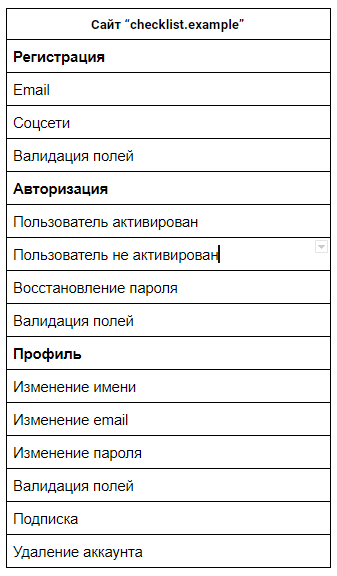 Сайт “checklist.example”
Регистрация
Email
Соцсети
Валидация полей
Авторизация
Пользователь активирован
Пользователь не активирован
Восстановление пароля
Валидация полей
Профиль
Изменение имени
Изменение email
Изменение пароля
Валидация полей
Подписка
Удаление аккаунта